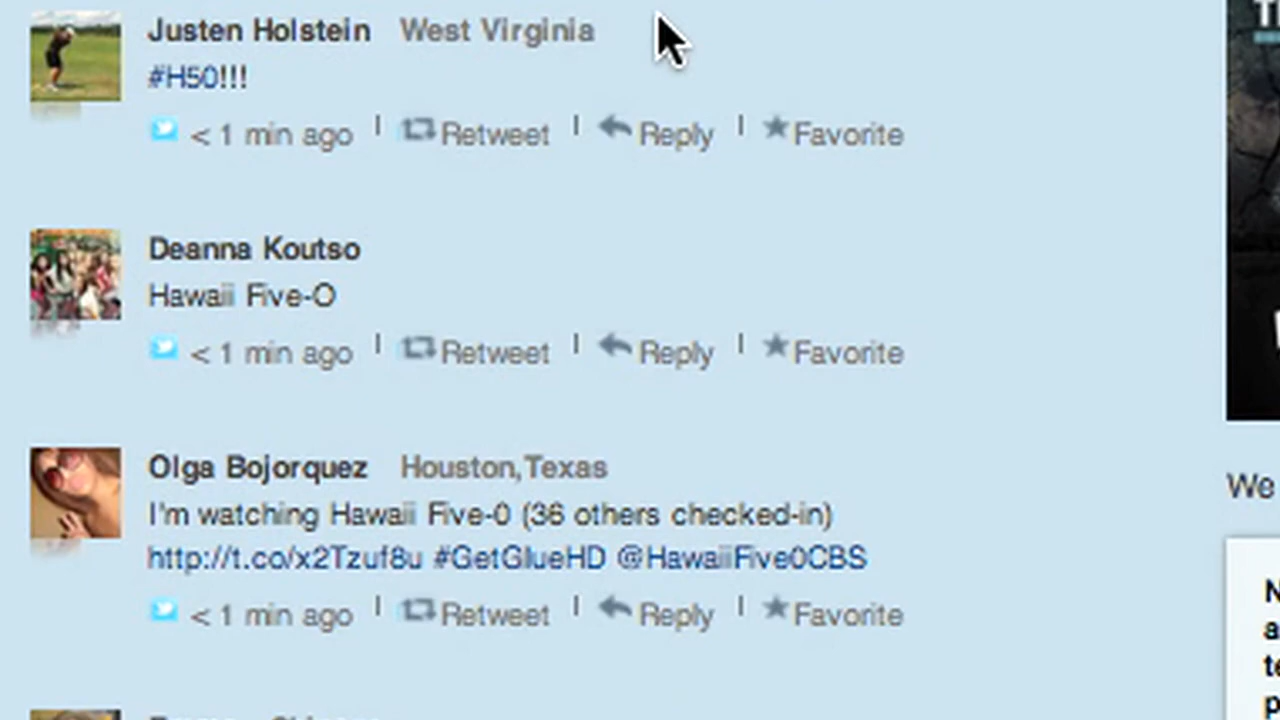 Justen Holstein West Virginia
#H50!!!
< 1 min ago | Retweet | Reply | Favorite
Deanna Koutso
Hawaii Five-O
< 1 min ago | Retweet | Reply | Favorite
Olga Bojorquez Houston,Texas
I'm watching Hawaii Five-0 (36 others checked-in)
http://t.co/x2Tzuf8u #GetGlueHD @HawaiiFive0CBS
< 1 min ago | Retweet | Reply | Favorite
We